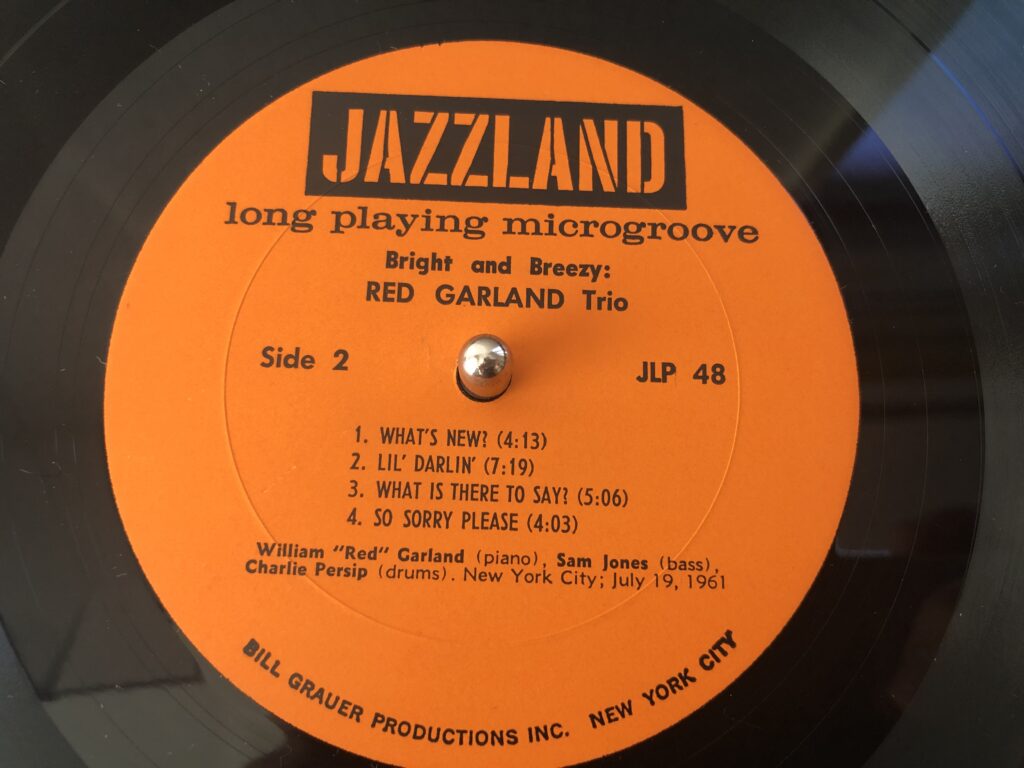 JAZZLAND
long playing microgroove
Bright and Breezy:
RED GARLAND Trio
Side 2
JLP 48
1. WHAT'S NEW? (4:13)
2. LIL' DARLIN' (7:19)
3. WHAT IS THERE TO SAY? (5:06)
4. SO SORRY PLEASE (4:03)
William "Red" Garland (piano), Sam Jones (bass),
Charlie Persip (drums). New York City; July 19, 1961
BILL GRAUER PRODUCTIONS INC. NEW YORK CITY